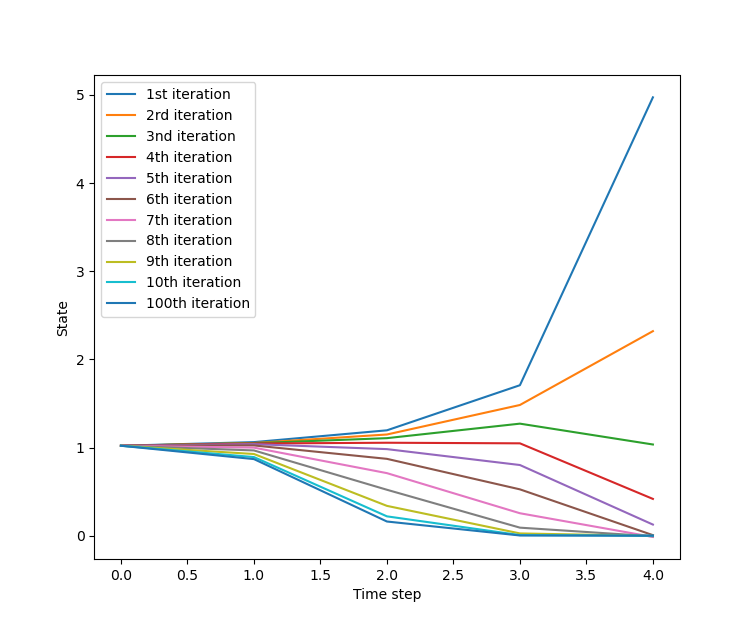 5
4
3
2
1
0
State
1st iteration
2rd iteration
3nd iteration
4th iteration
5th iteration
6th iteration
7th iteration
8th iteration
9th iteration
10th iteration
100th iteration
0.0 0.5 1.0 1.5 2.0 2.5 3.0 3.5 4.0
Time step